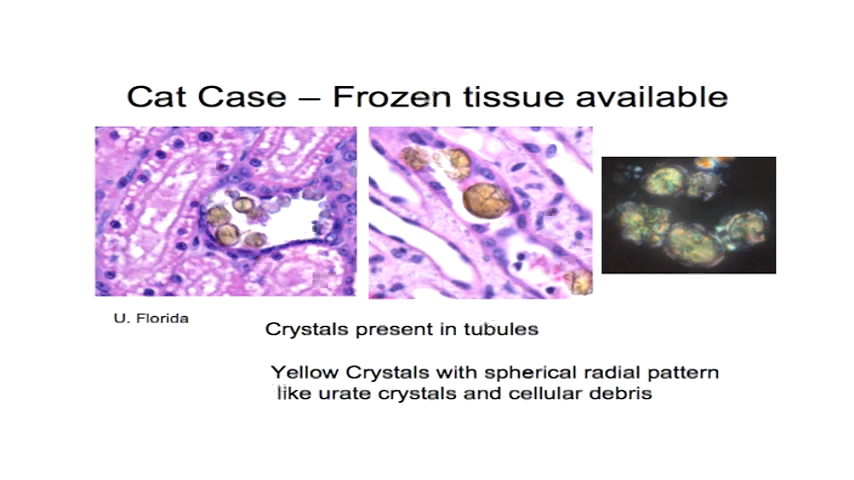 Cat Case – Frozen tissue available
U. Florida
Crystals present in tubules
Yellow Crystals with spherical radial pattern
like urate crystals and cellular debris